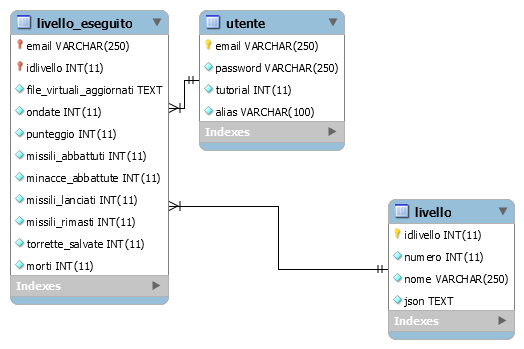 livello_eseguito
email VARCHAR(250)
idlivello INT(11)
file_virtuali_aggiornati TEXT
ondate INT(11)
punteggio INT(11)
missili_abbattuti INT(11)
minacce_abbattute INT(11)
missili_lanciati INT(11)
missili_rimasti INT(11)
torrette_salvate INT(11)
morti INT(11)
Indexes
utente
email VARCHAR(250)
password VARCHAR(250)
tutorial INT(11)
alias VARCHAR(100)
Indexes
livello
idlivello INT(11)
numero INT(11)
nome VARCHAR(250)
json TEXT
Indexes